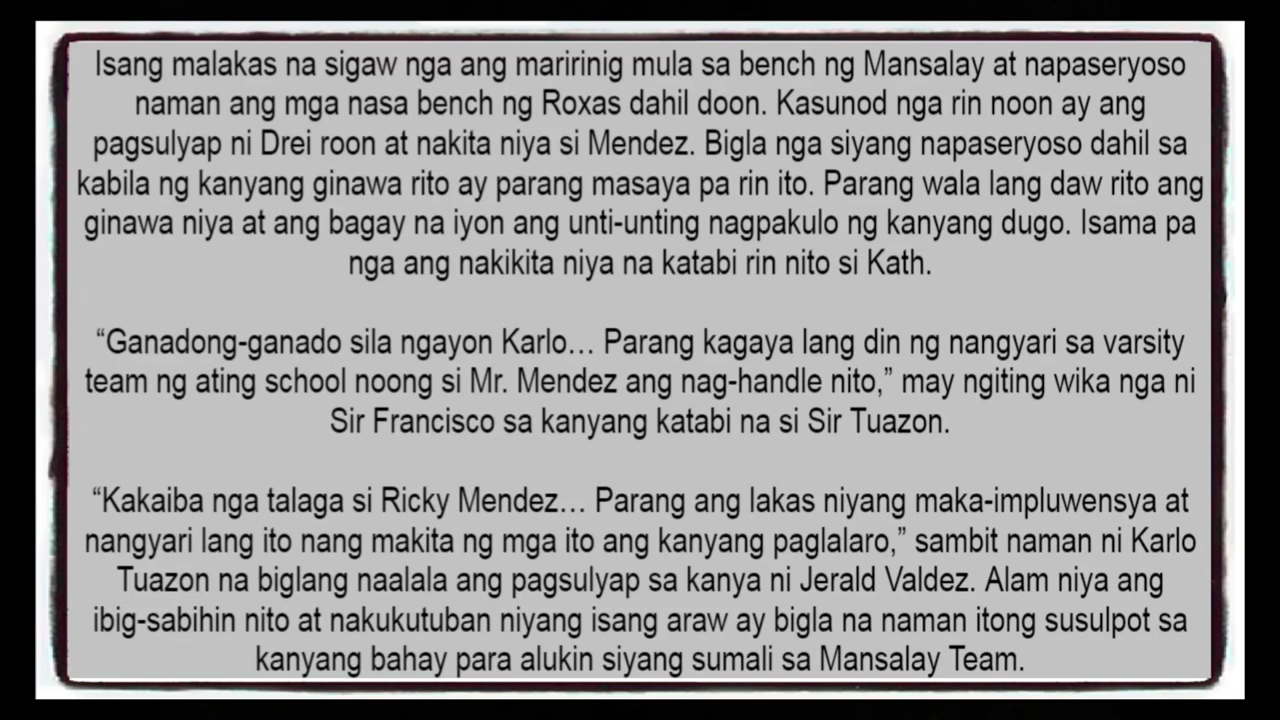 Isang malakas na sigaw nga ang maririnig mula sa bench ng Mansalay at napaseryoso
naman ang mga nasa bench ng Roxas dahil doon. Kasunod nga rin noon ay ang
pagsulyap ni Drei roon at nakita niya si Mendez. Bigla nga siyang napaseryoso dahil sa
kabila ng kanyang ginawa rito ay parang masaya pa rin ito. Parang wala lang daw rito ang
ginawa niya at ang bagay na iyon ang unti-unting nagpakulo ng kanyang dugo. Isama pa
nga ang nakikita niya na katabi rin nito si Kath.
“Ganadong-ganado sila ngayon Karlo… Parang kagaya lang din ng nangyari sa varsity
team ng ating school noong si Mr. Mendez ang nag-handle nito,” may ngiting wika nga ni
Sir Francisco sa kanyang katabi na si Sir Tuazon.
“Kakaiba nga talaga si Ricky Mendez… Parang ang lakas niyang maka-impluwensya at
nangyari lang ito nang makita ng mga ito ang kanyang paglalaro,” sambit naman ni Karlo
Tuazon na biglang naalala ang pagsulyap sa kanya ni Jerald Valdez. Alam niya ang
ibig-sabihin nito at nakukutuban niyang isang araw ay bigla na naman itong susulpot sa
kanyang bahay para alukin siyang sumali sa Mansalay Team.